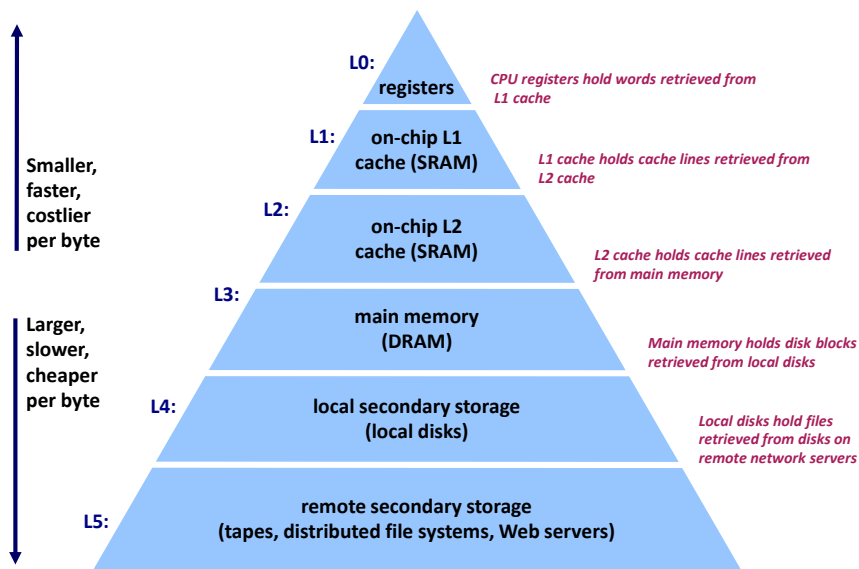 L0:
registers
CPU registers hold words retrieved from
L1 cache
L1:
on-chip L1
cache (SRAM)
L1 cache holds cache lines retrieved from
L2 cache
Smaller,
faster,
costlier
per byte
L2:
on-chip L2
cache (SRAM)
L2 cache holds cache lines retrieved
from main memory
L3:
main memory
(DRAM)
Main memory holds disk blocks
retrieved from local disks
Larger,
slower,
cheaper
per byte
L4:
local secondary storage
(local disks)
Local disks hold files
retrieved from disks on
remote network servers
L5:
remote secondary storage
(tapes, distributed file systems, Web servers)